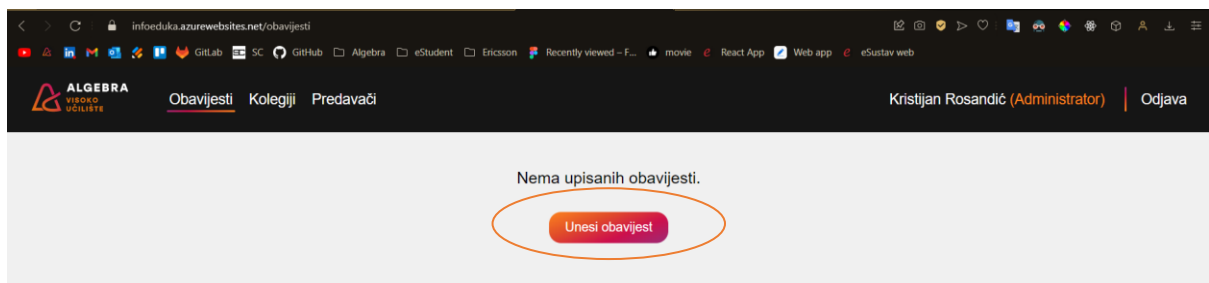 infoeduka.azurewebsites.net/obavijesti
GitLab SC GitHub Algebra eStudent Ericsson Recently viewed – F... movie React App Web app eSustav web
ALGEBRA
VISOKO
UČILIŠTE
Obavijesti Kolegiji Predavači Kristijan Rosandić (Administrator) Odjava
Nema upisanih obavijesti.
Unesi obavijest